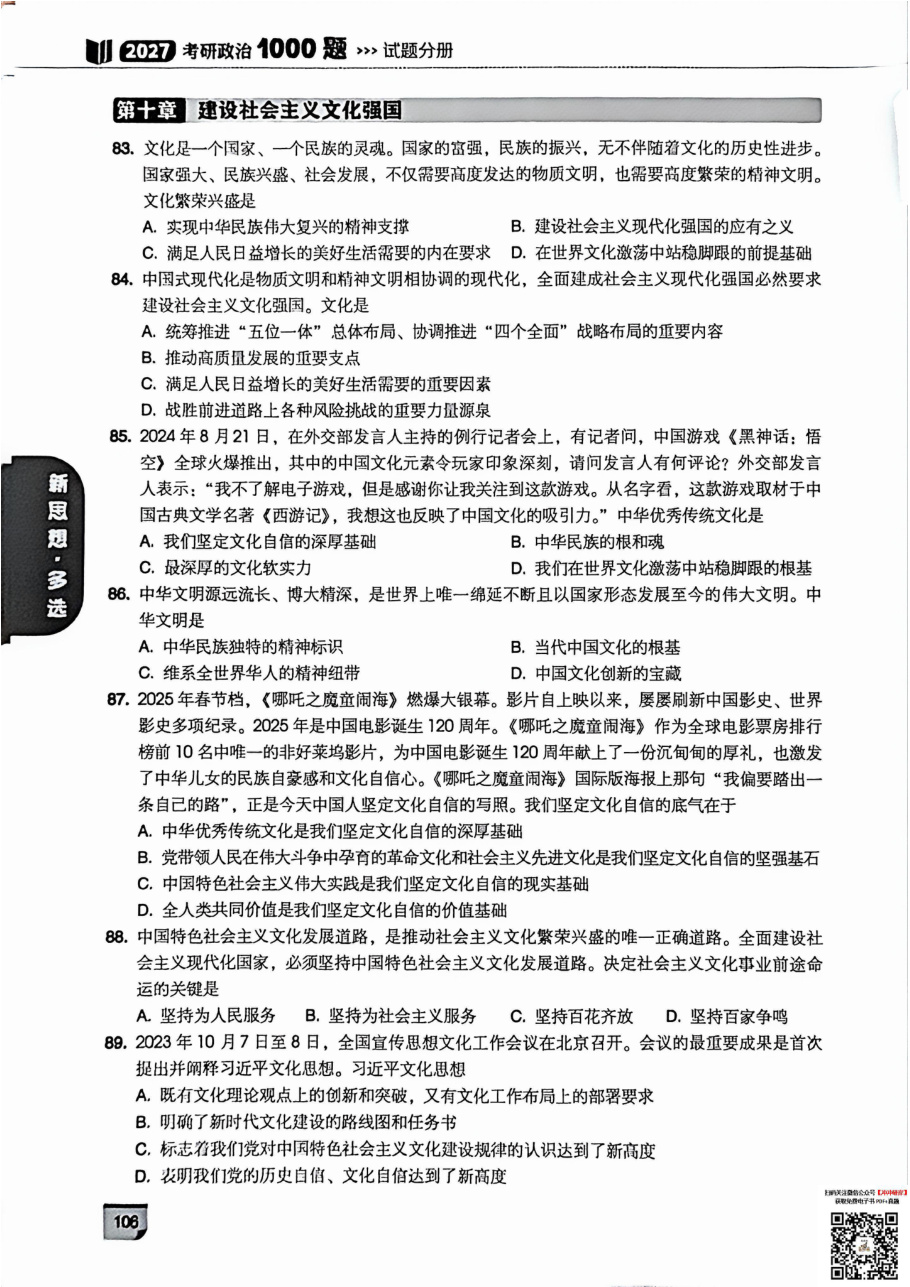 2027 考研政治 1000 题 >>> 试题分册
第十章 建设社会主义文化强国
83. 文化是一个国家、一个民族的灵魂。国家的富强，民族的振兴，无不伴随着文化的历史性进步。
国家强大、民族兴盛、社会发展，不仅需要高度发达的物质文明，也需要高度繁荣的精神文明。
文化繁荣兴盛是
A. 实现中华民族伟大复兴的精神支撑 B. 建设社会主义现代化强国的应有之义
C. 满足人民日益增长的美好生活需要的内在要求 D. 在世界文化激荡中站稳脚跟的前提基础
84. 中国式现代化是物质文明和精神文明相协调的现代化，全面建成社会主义现代化强国必然要求
建设社会主义文化强国。文化是
A. 统筹推进“五位一体”总体布局、协调推进“四个全面”战略布局的重要内容
B. 推动高质量发展的重要支点
C. 满足人民日益增长的美好生活需要的重要因素
D. 战胜前进道路上各种风险挑战的重要力量源泉
85. 2024 年 8 月 21 日，在外交部发言人主持的例行记者会上，有记者问，中国游戏《黑神话：悟
空》全球火爆推出，其中的中国文化元素令玩家印象深刻，请问发言人有何评论？外交部发言
人表示：“我不了解电子游戏，但是感谢你让我关注到这款游戏。从名字看，这款游戏取材于中
国古典文学名著《西游记》，我想这也反映了中国文化的吸引力。”中华优秀传统文化是
A. 我们坚定文化自信的深厚基础 B. 中华民族的根和魂
C. 最深厚的文化软实力 D. 我们在世界文化激荡中站稳脚跟的根基
86. 中华文明源远流长、博大精深，是世界上唯一绵延不断且以国家形态发展至今的伟大文明。中
华文明是
A. 中华民族独特的精神标识 B. 当代中国文化的根基
C. 维系全世界华人的精神纽带 D. 中国文化创新的宝藏
87. 2025 年春节档，《哪吒之魔童闹海》燃爆大银幕。影片自上映以来，屡屡刷新中国影史、世界
影史多项纪录。2025 年是中国电影诞生 120 周年。《哪吒之魔童闹海》作为全球电影票房排行
榜前 10 名中唯一的非好莱坞影片，为中国电影诞生 120 周年献上了一份沉甸甸的厚礼，也激发
了中华儿女的民族自豪感和文化自信心。《哪吒之魔童闹海》国际版海报上那句“我偏要踏出一
条自己的路”，正是今天中国人坚定文化自信的写照。我们坚定文化自信的底气在于
A. 中华优秀传统文化是我们坚定文化自信的深厚基础
B. 党带领人民在伟大斗争中孕育的革命文化和社会主义先进文化是我们坚定文化自信的坚强基石
C. 中国特色社会主义伟大实践是我们坚定文化自信的现实基础
D. 全人类共同价值是我们坚定文化自信的价值基础
88. 中国特色社会主义文化发展道路，是推动社会主义文化繁荣兴盛的唯一正确道路。全面建设社
会主义现代化国家，必须坚持中国特色社会主义文化发展道路。决定社会主义文化事业前途命
运的关键是
A. 坚持为人民服务 B. 坚持为社会主义服务 C. 坚持百花齐放 D. 坚持百家争鸣
89. 2023 年 10 月 7 日至 8 日，全国宣传思想文化工作会议在北京召开。会议的最重要成果是首次
提出并阐释习近平文化思想。习近平文化思想
A. 既有文化理论观点上的创新和突破，又有文化工作布局上的部署要求
B. 明确了新时代文化建设的路线图和任务书
C. 标志着我们党对中国特色社会主义文化建设规律的认识达到了新高度
D. 表明我们党的历史自信、文化自信达到了新高度
新思想·多选
106
扫码关注微信公众号【冲冲研君】
获取免费电子书PDF+真题